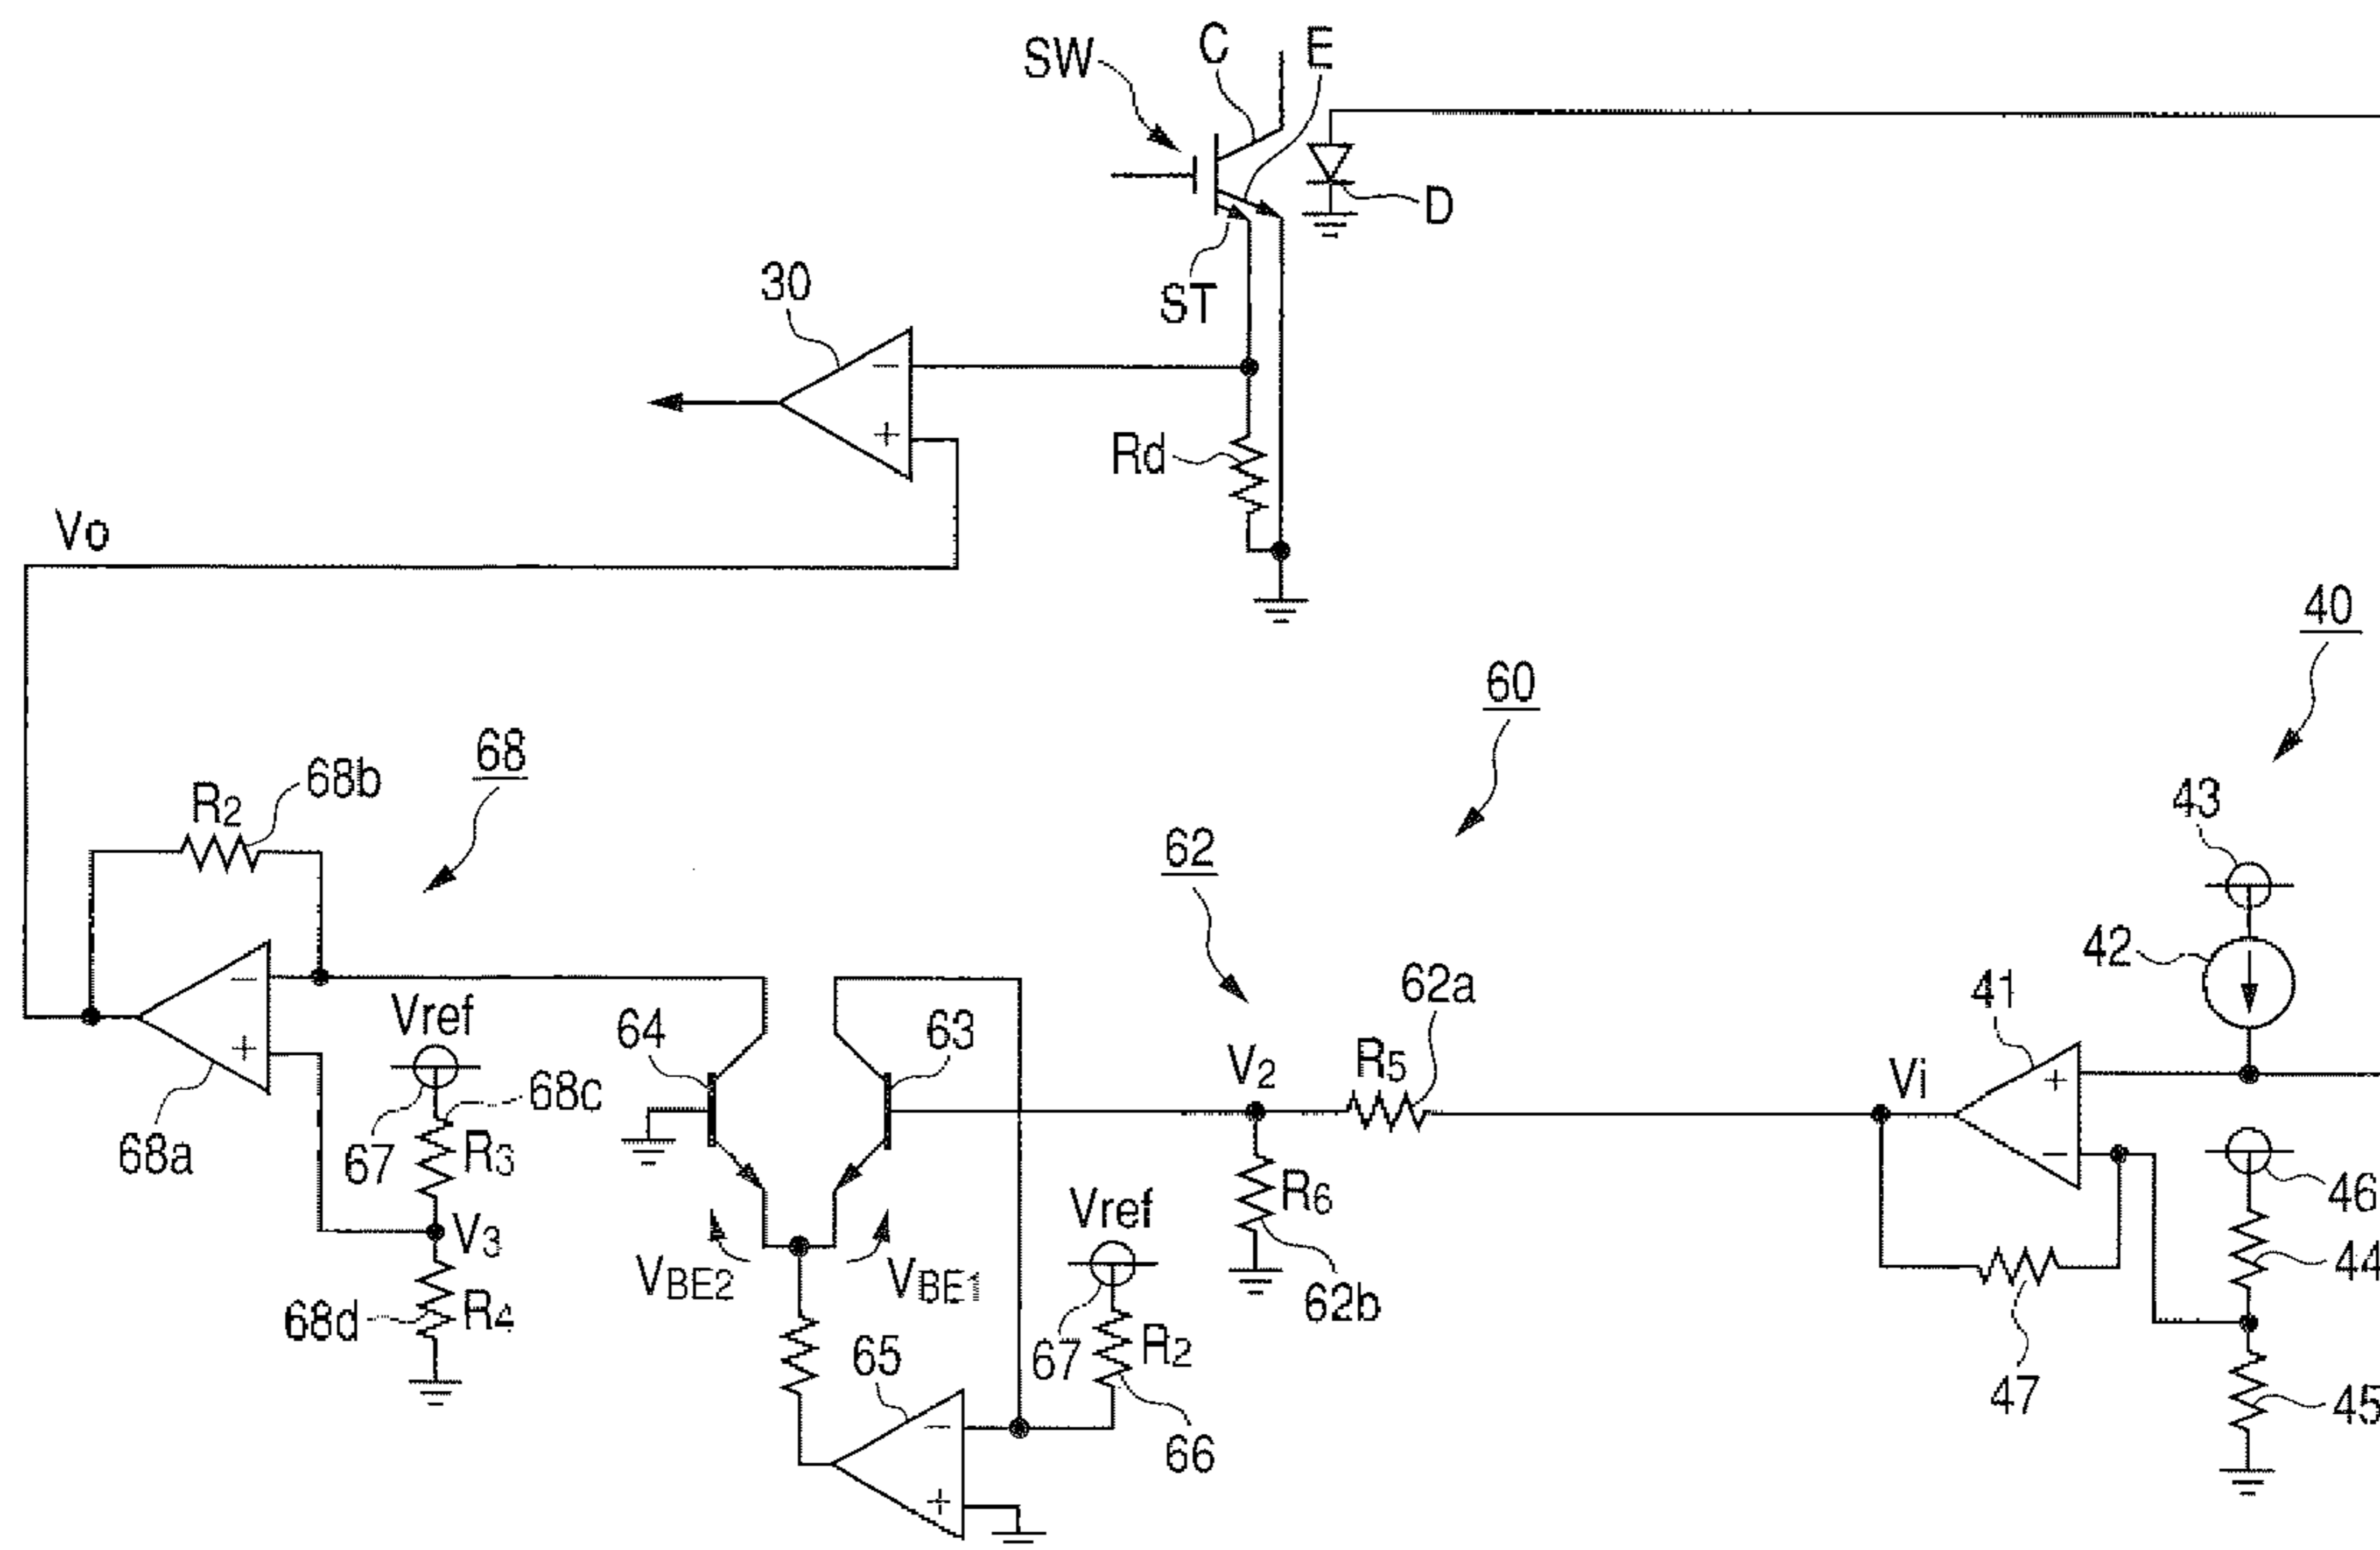 SW
C
E
D
ST
30
Rd
Vo
40
60
68
68b
R2
62
43
42
62a
41
Vref
64
63
V2
R5
Vi
68c
68a
67
R3
46
V3
Vref
R6
VBE2
VBE1
44
62b
68d
R4
65
67
R2
47
45
66
− + − + + − − +